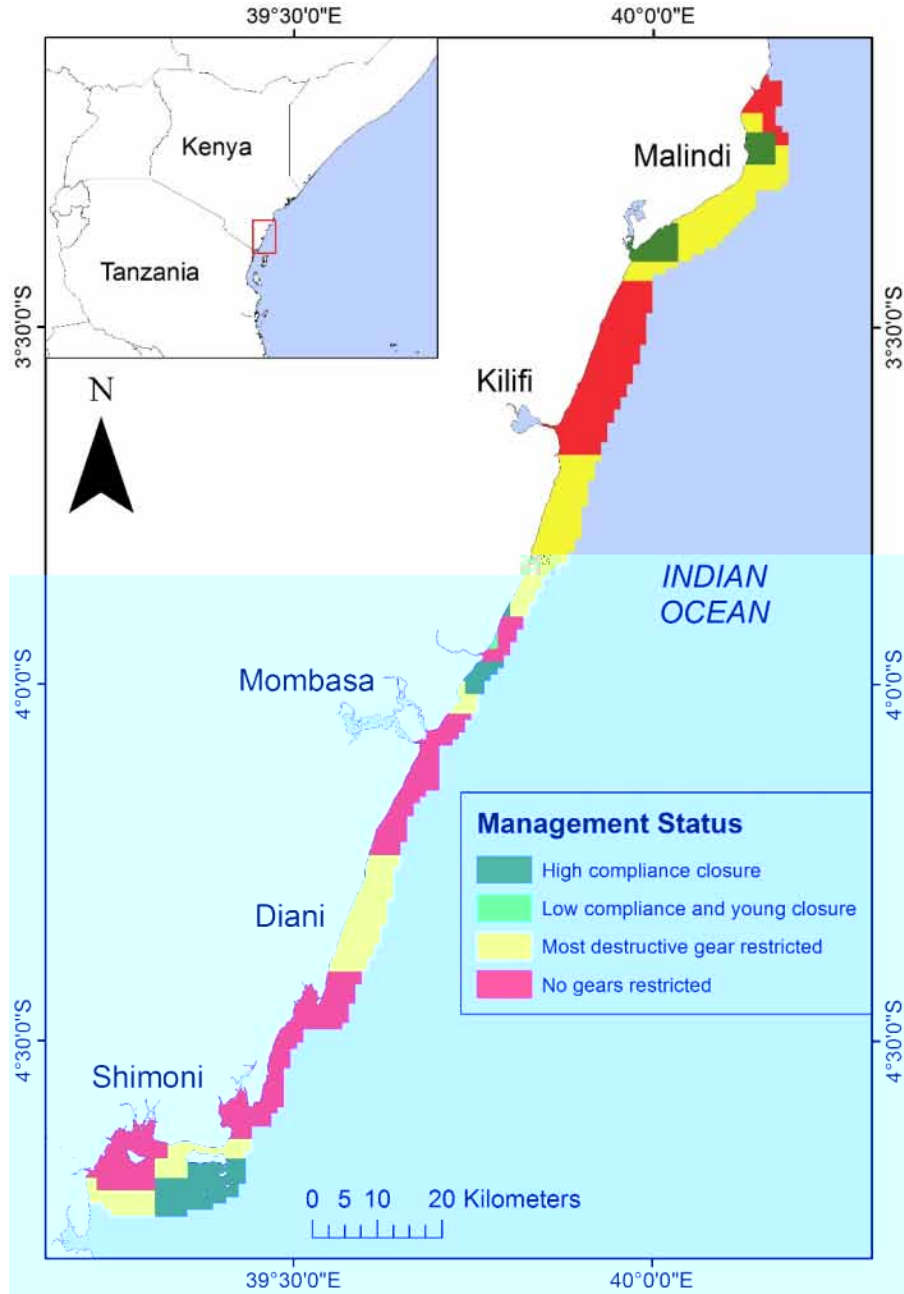 39°30'0"E
40°0'0"E
Kenya
Tanzania
Malindi
3°30'0"S
3°30'0"S
Kilifi
N
INDIAN
OCEAN
Mombasa
4°0'0"S
4°0'0"S
Management Status
High compliance closure
Low compliance and young closure
Most destructive gear restricted
No gears restricted
Diani
4°30'0"S
4°30'0"S
Shimoni
0 5 10 20 Kilometers
39°30'0"E
40°0'0"E